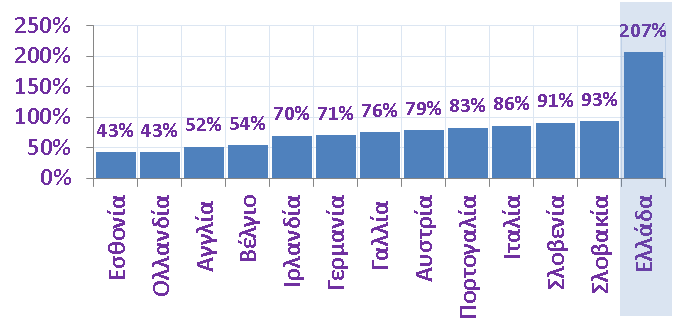 250%
200%
150%
100%
50%
0%
43%
43%
52%
54%
70%
71%
76%
79%
83%
86%
91%
93%
207%
Εσθονία
Ολλανδία
Αγγλία
Βέλγιο
Ιρλανδία
Γερμανία
Γαλλία
Αυστρία
Πορτογαλία
Ιταλία
Σλοβενία
Σλοβακία
Ελλάδα